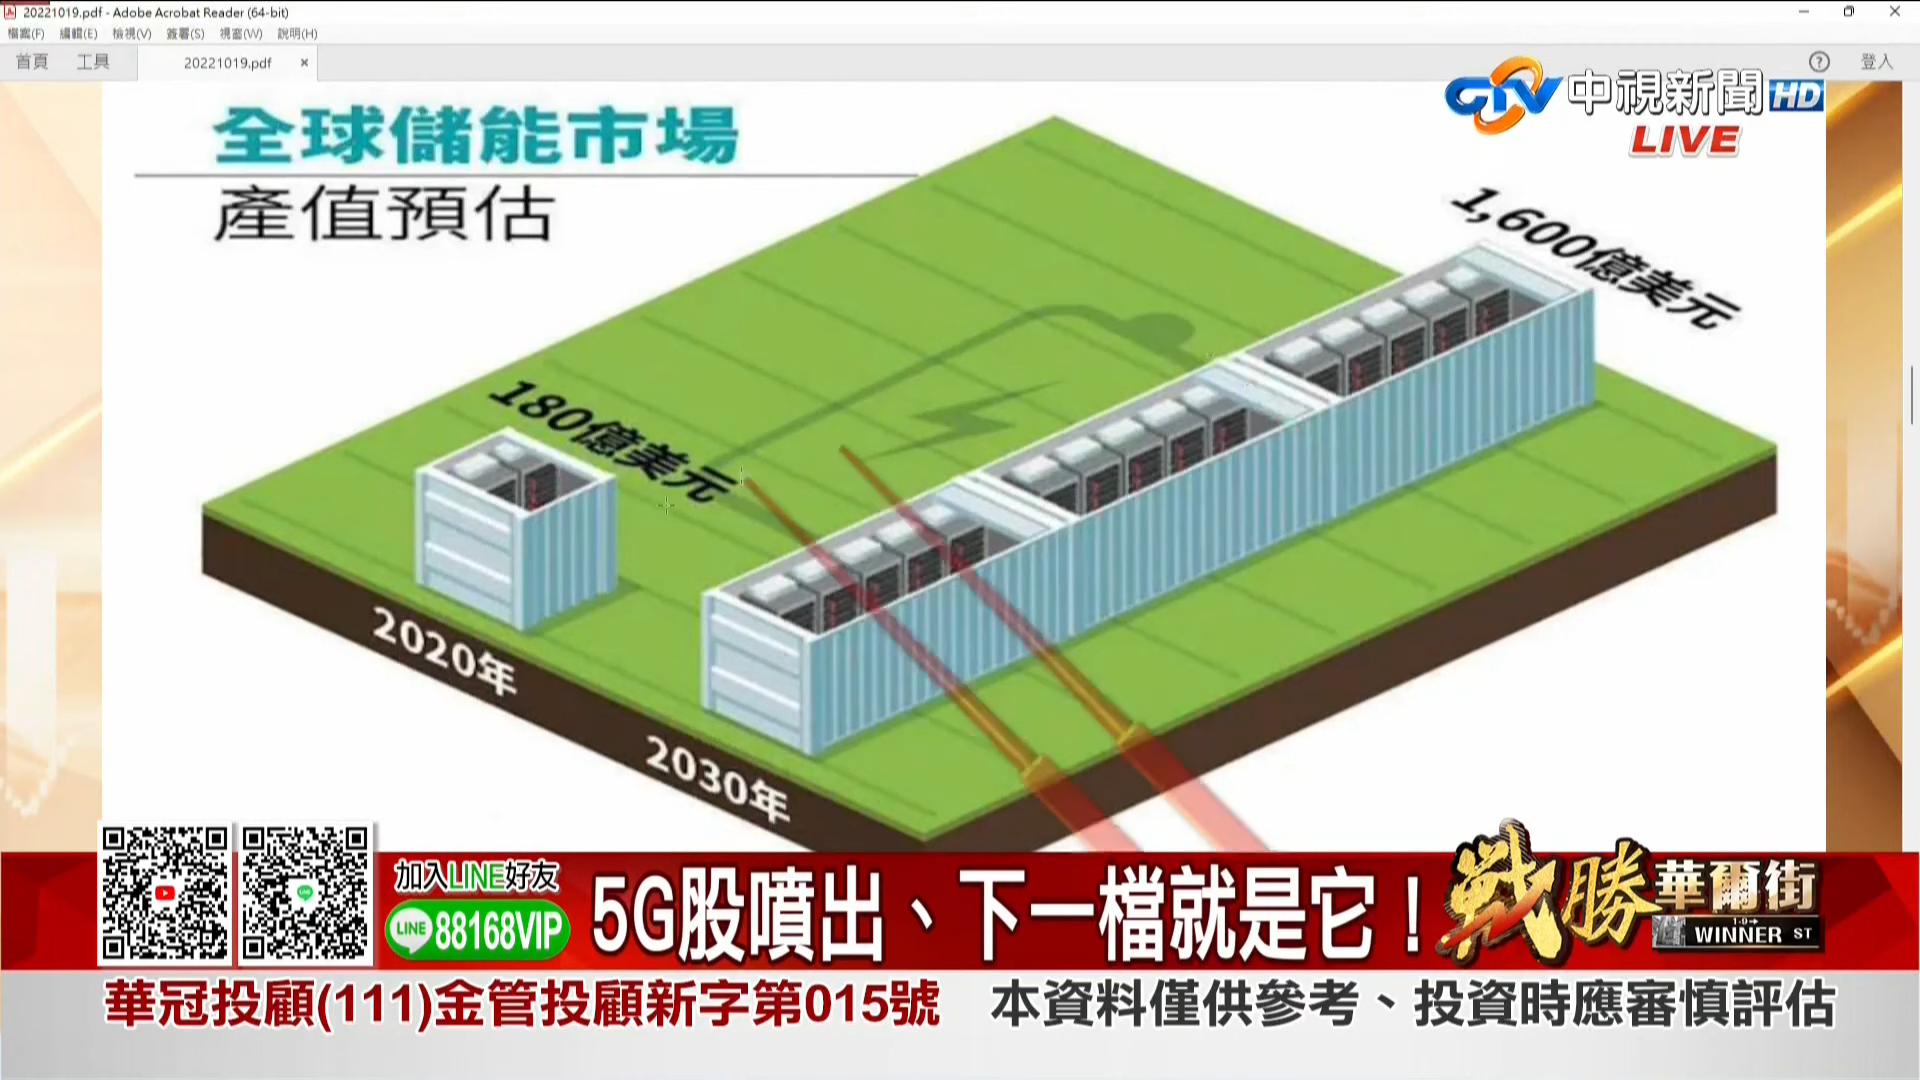 20221019.pdf - Adobe Acrobat Reader (64-bit)
檔案(F) 編輯(E) 檢視(V) 簽署(S) 視窗(W) 說明(H)
首頁 工具 20221019.pdf × ? 登入
CTV 中視新聞 HD
LIVE
全球儲能市場
產值預估
1,600億美元
180億美元
2020年
2030年
加入LINE好友
LINE 88168VIP
5G股噴出、下一檔就是它!
戰勝華爾街
WINNER ST
華冠投顧(111)金管投顧新字第015號 本資料僅供參考、投資時應審慎評估